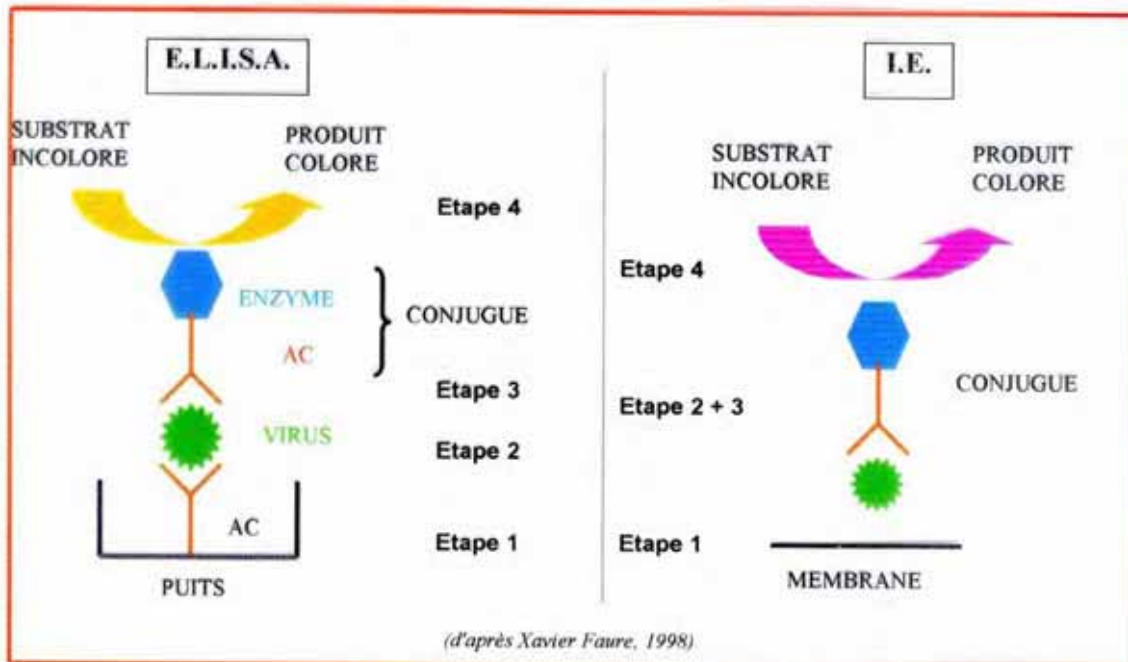 E.L.I.S.A.
SUBSTRAT
INCOLORE
PRODUIT
COLORE
Etape 4
ENZYME
CONJUGUE
AC
Etape 3
VIRUS
Etape 2
AC
Etape 1
PUITS
I.E.
SUBSTRAT
INCOLORE
PRODUIT
COLORE
Etape 4
CONJUGUE
Etape 2 + 3
Etape 1
MEMBRANE
(d'après Xavier Faure, 1998)